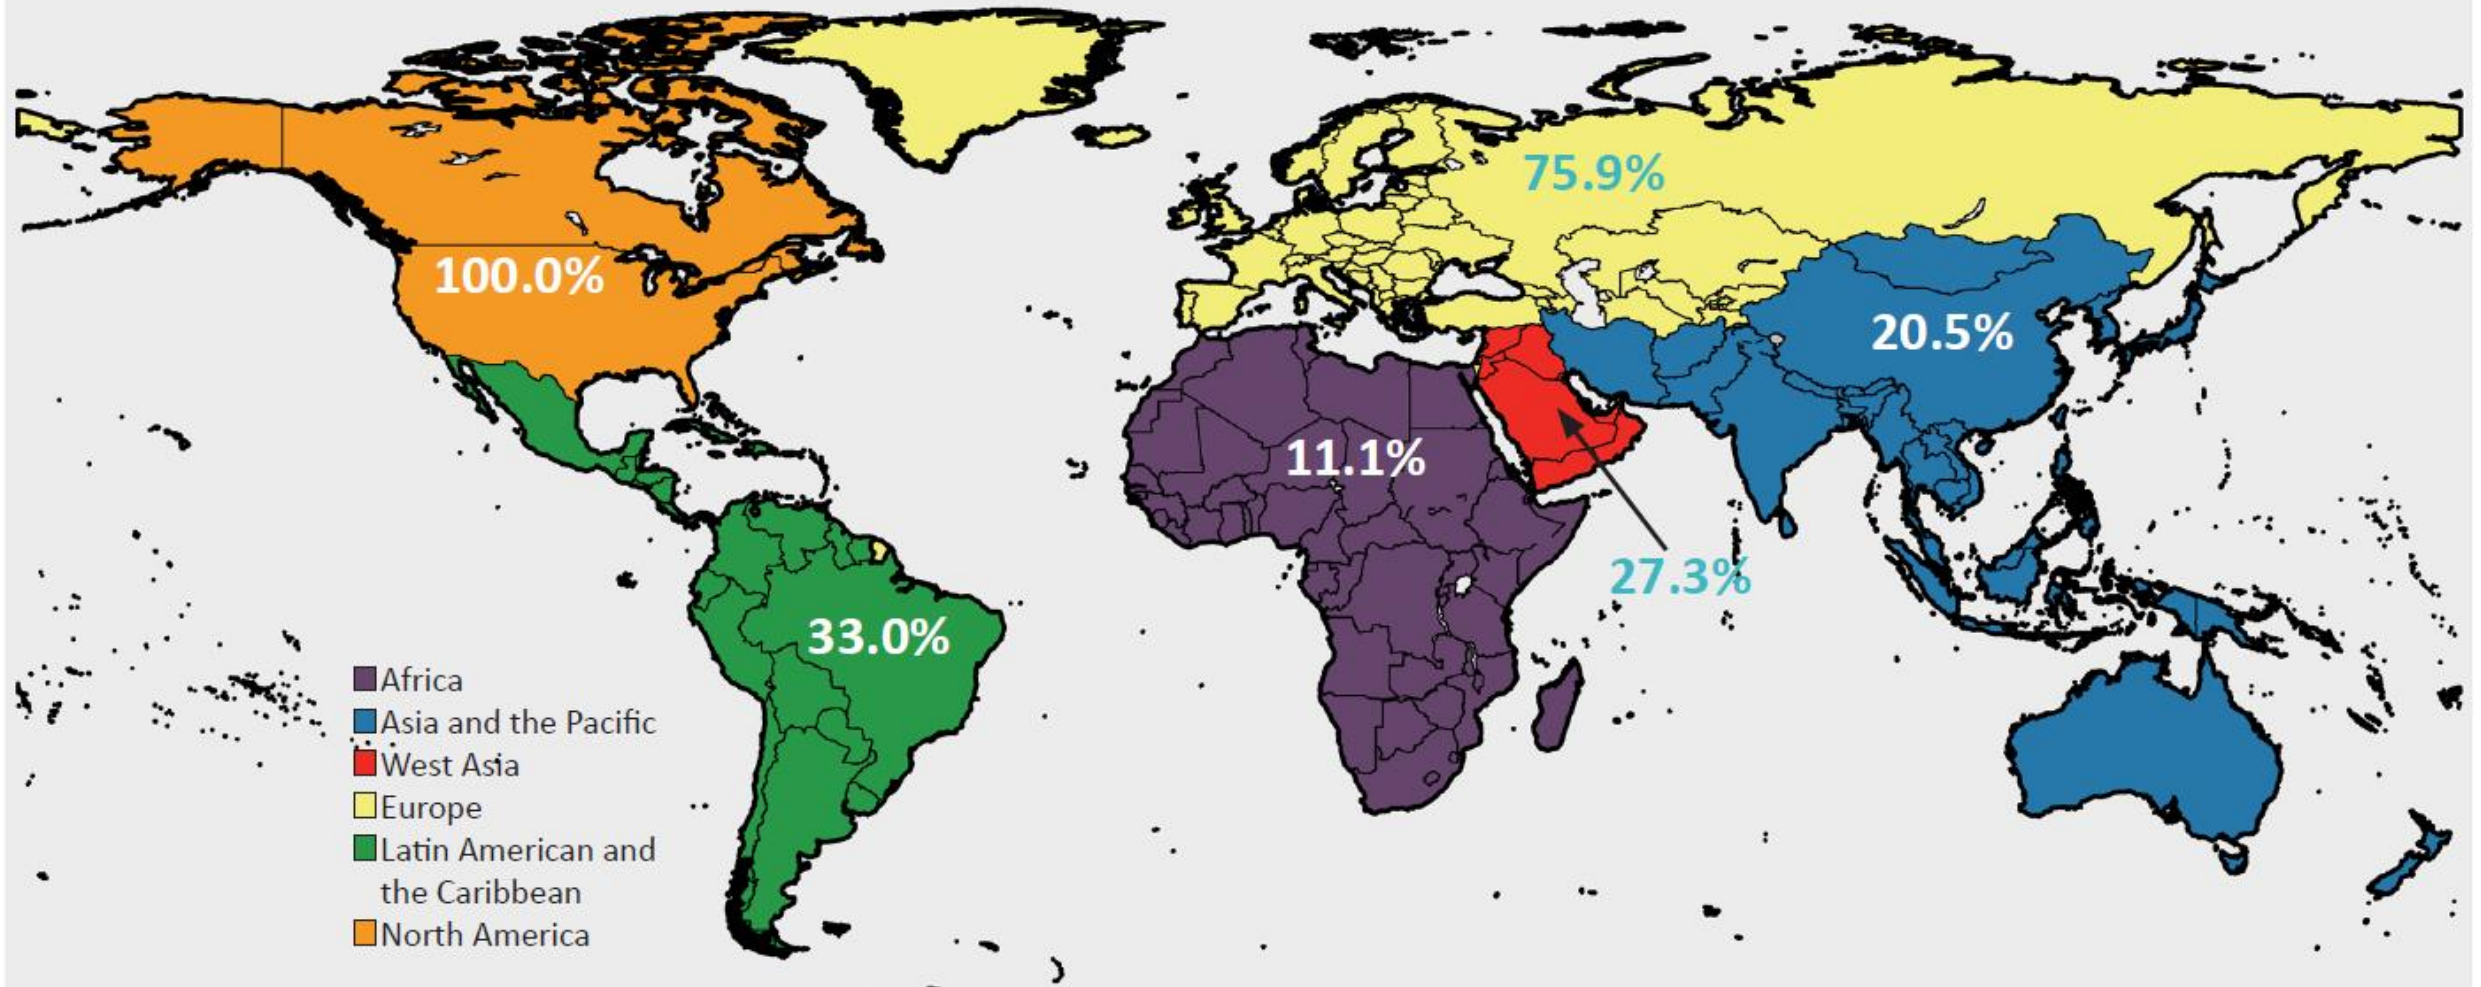 75.9%
100.0%
20.5%
11.1%
27.3%
33.0%
Africa
Asia and the Pacific
West Asia
Europe
Latin American and
the Caribbean
North America